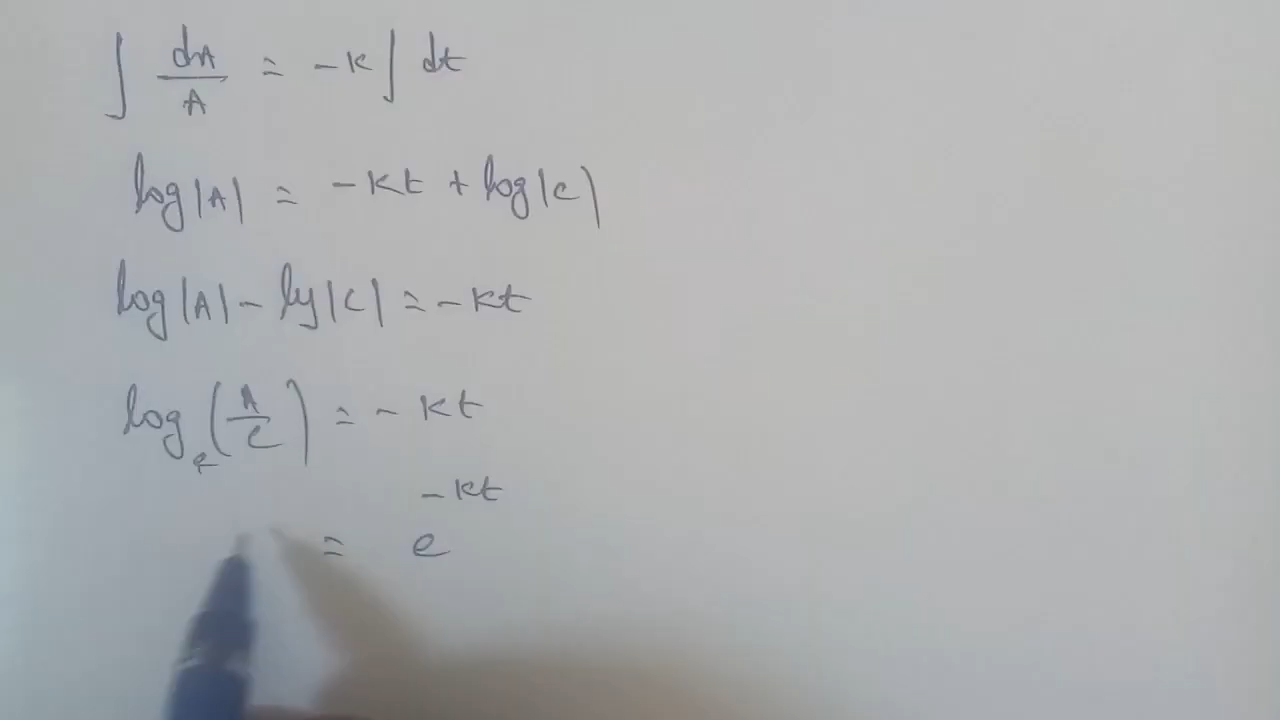 ∫ dA/A = -k ∫ dt
log|A| = -kt + log|c|
log|A| - log|c| = -kt
logₑ(A/c) = -kt
= e^(-kt)